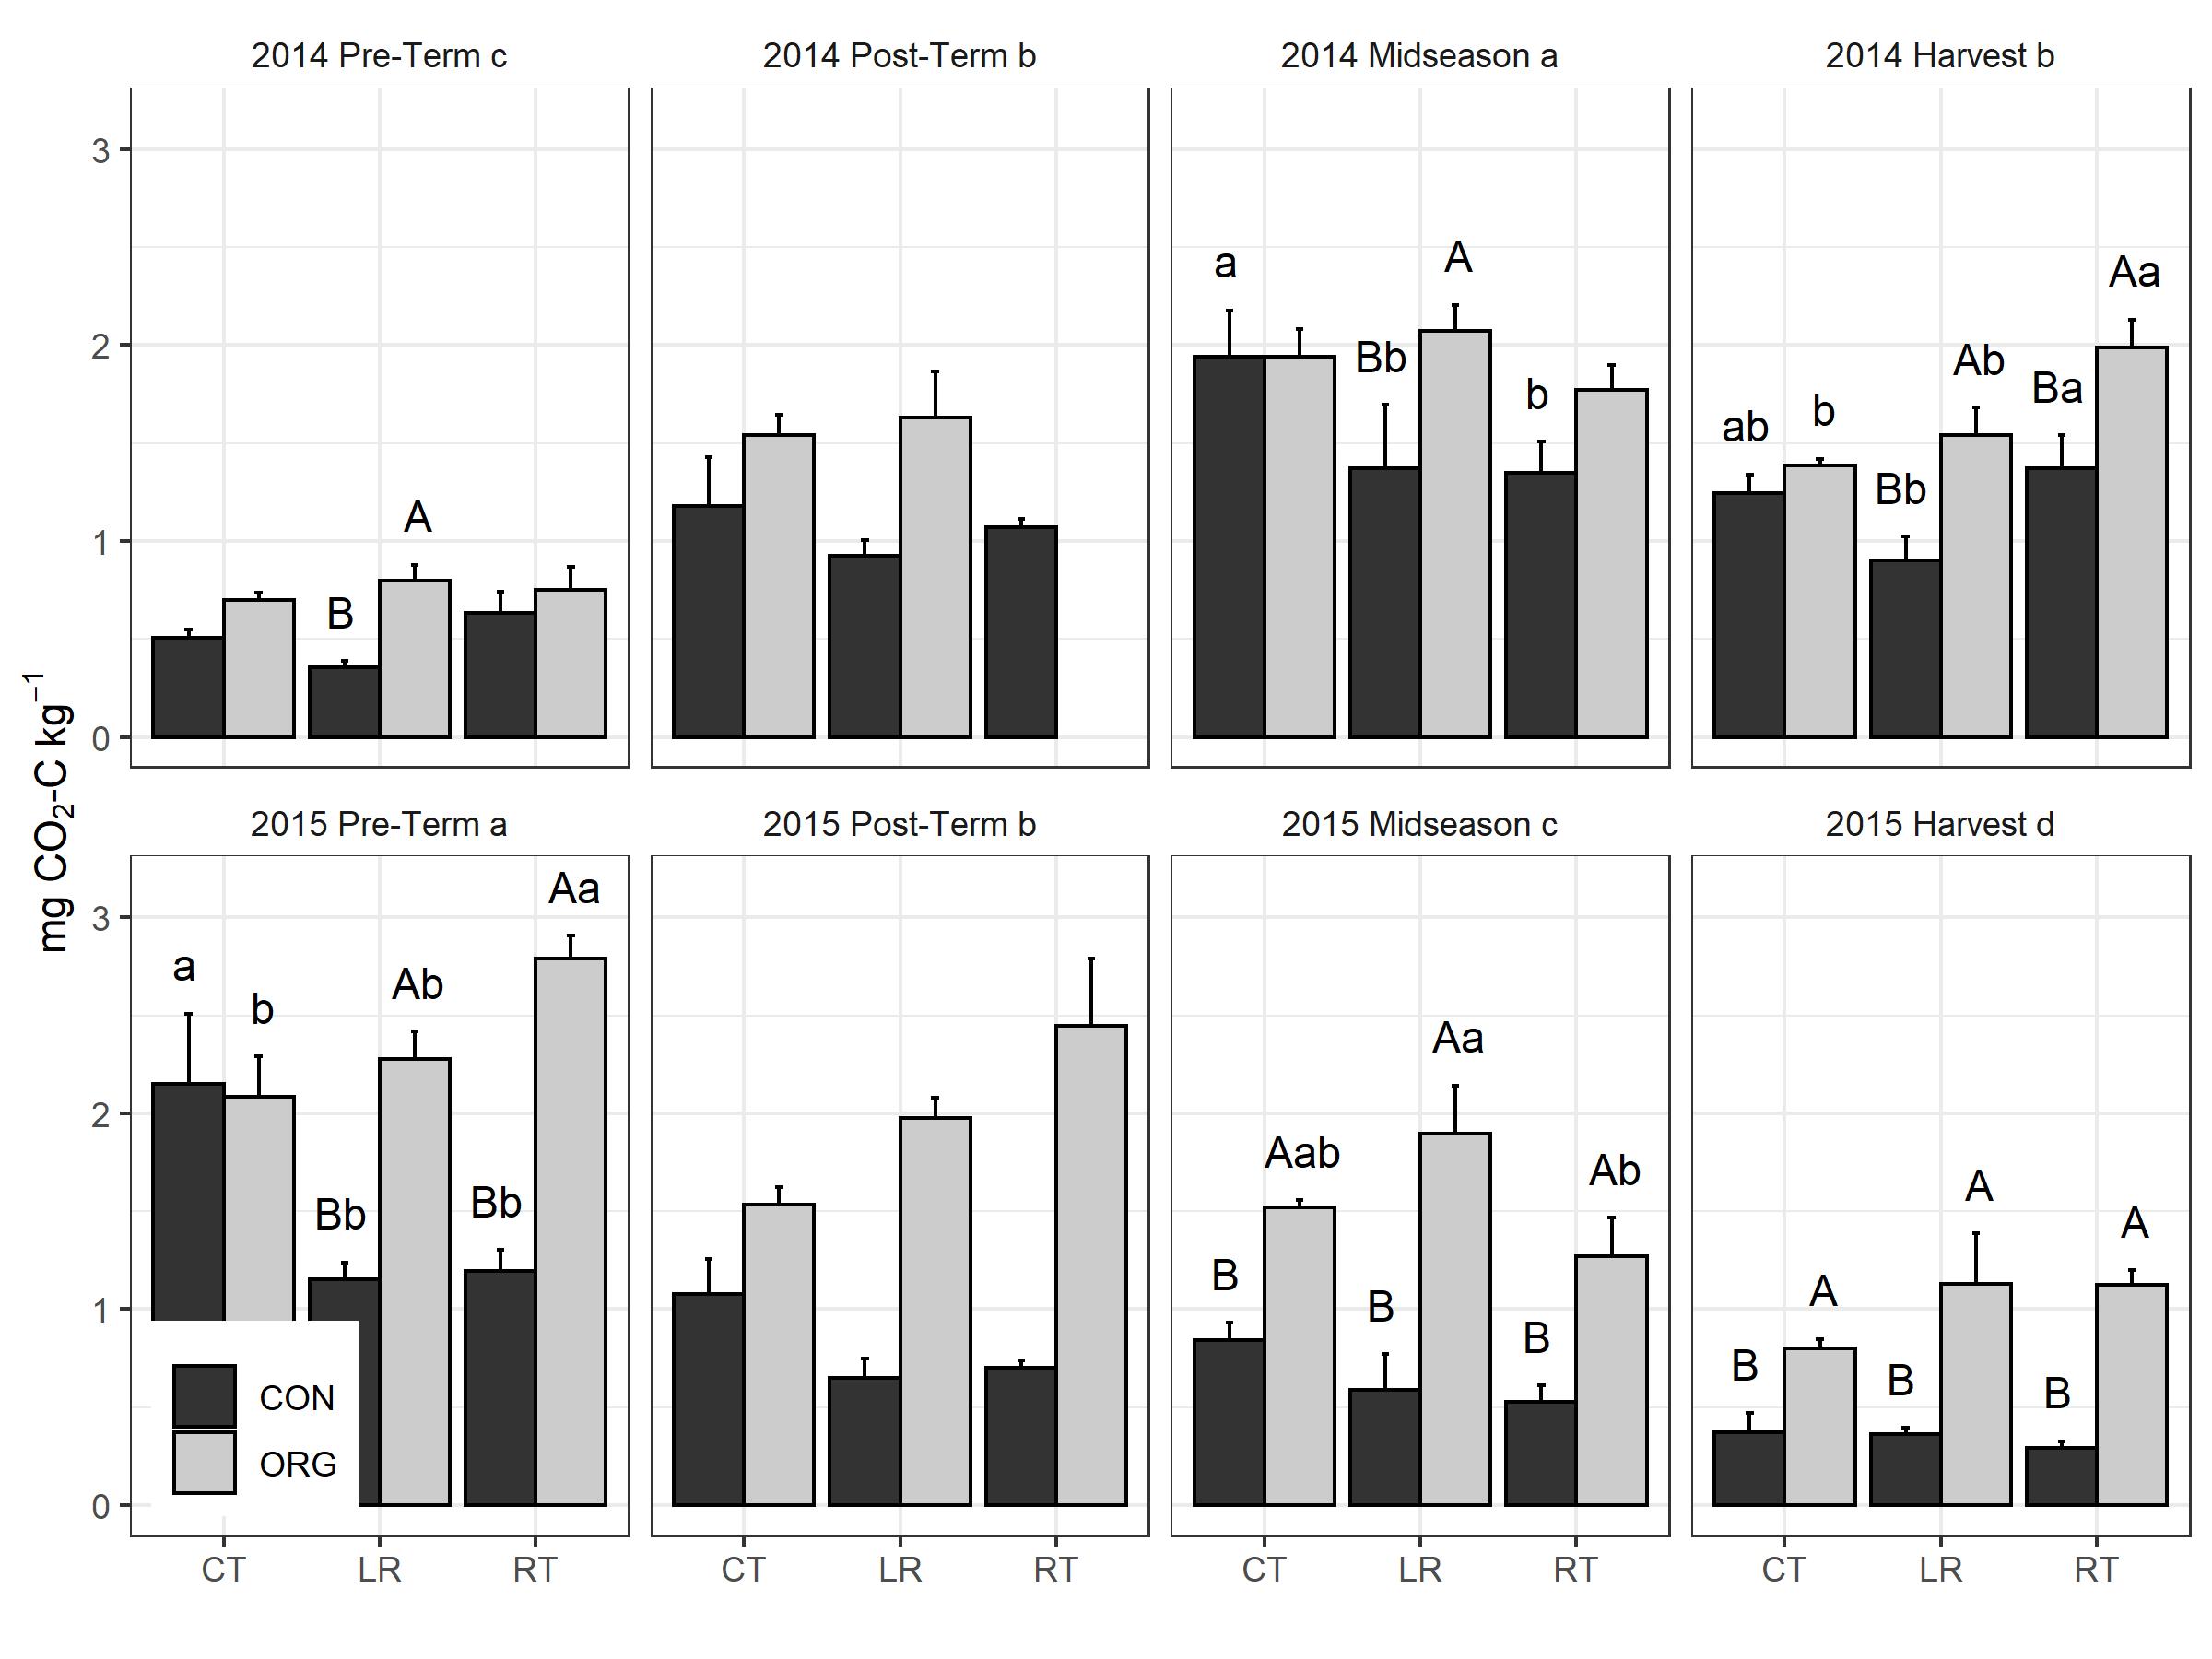 2014 Pre-Term c
2014 Post-Term b
2014 Midseason a
2014 Harvest b
3
2
1
0
B
A
a
Bb
A
b
ab
b
Bb
Ab
Ba
Aa
mg CO₂-C kg⁻¹
2015 Pre-Term a
2015 Post-Term b
2015 Midseason c
2015 Harvest d
3
2
1
0
a
b
Bb
Ab
Bb
Aa
B
Aab
B
Aa
B
Ab
B
A
B
A
B
A
CON
ORG
CT LR RT
CT LR RT
CT LR RT
CT LR RT